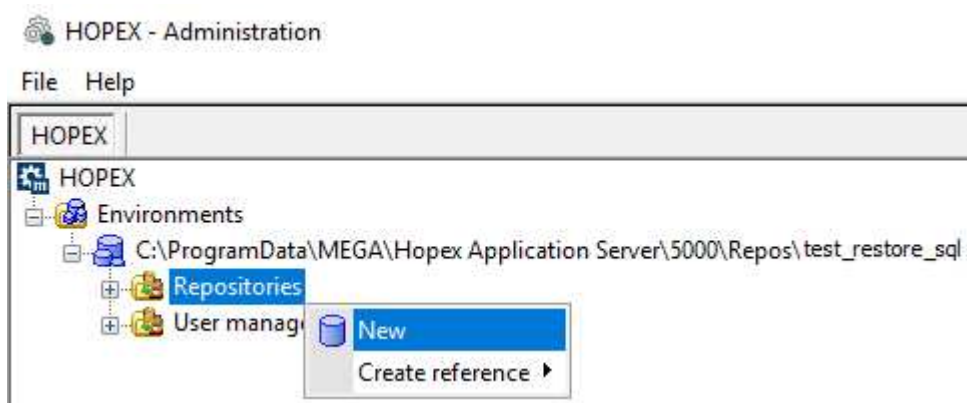 HOPEX - Administration
File Help
HOPEX
HOPEX
Environments
C:\ProgramData\MEGA\Hopex Application Server\5000\Repos\test_restore_sql
Repositories
User manage
New
Create reference